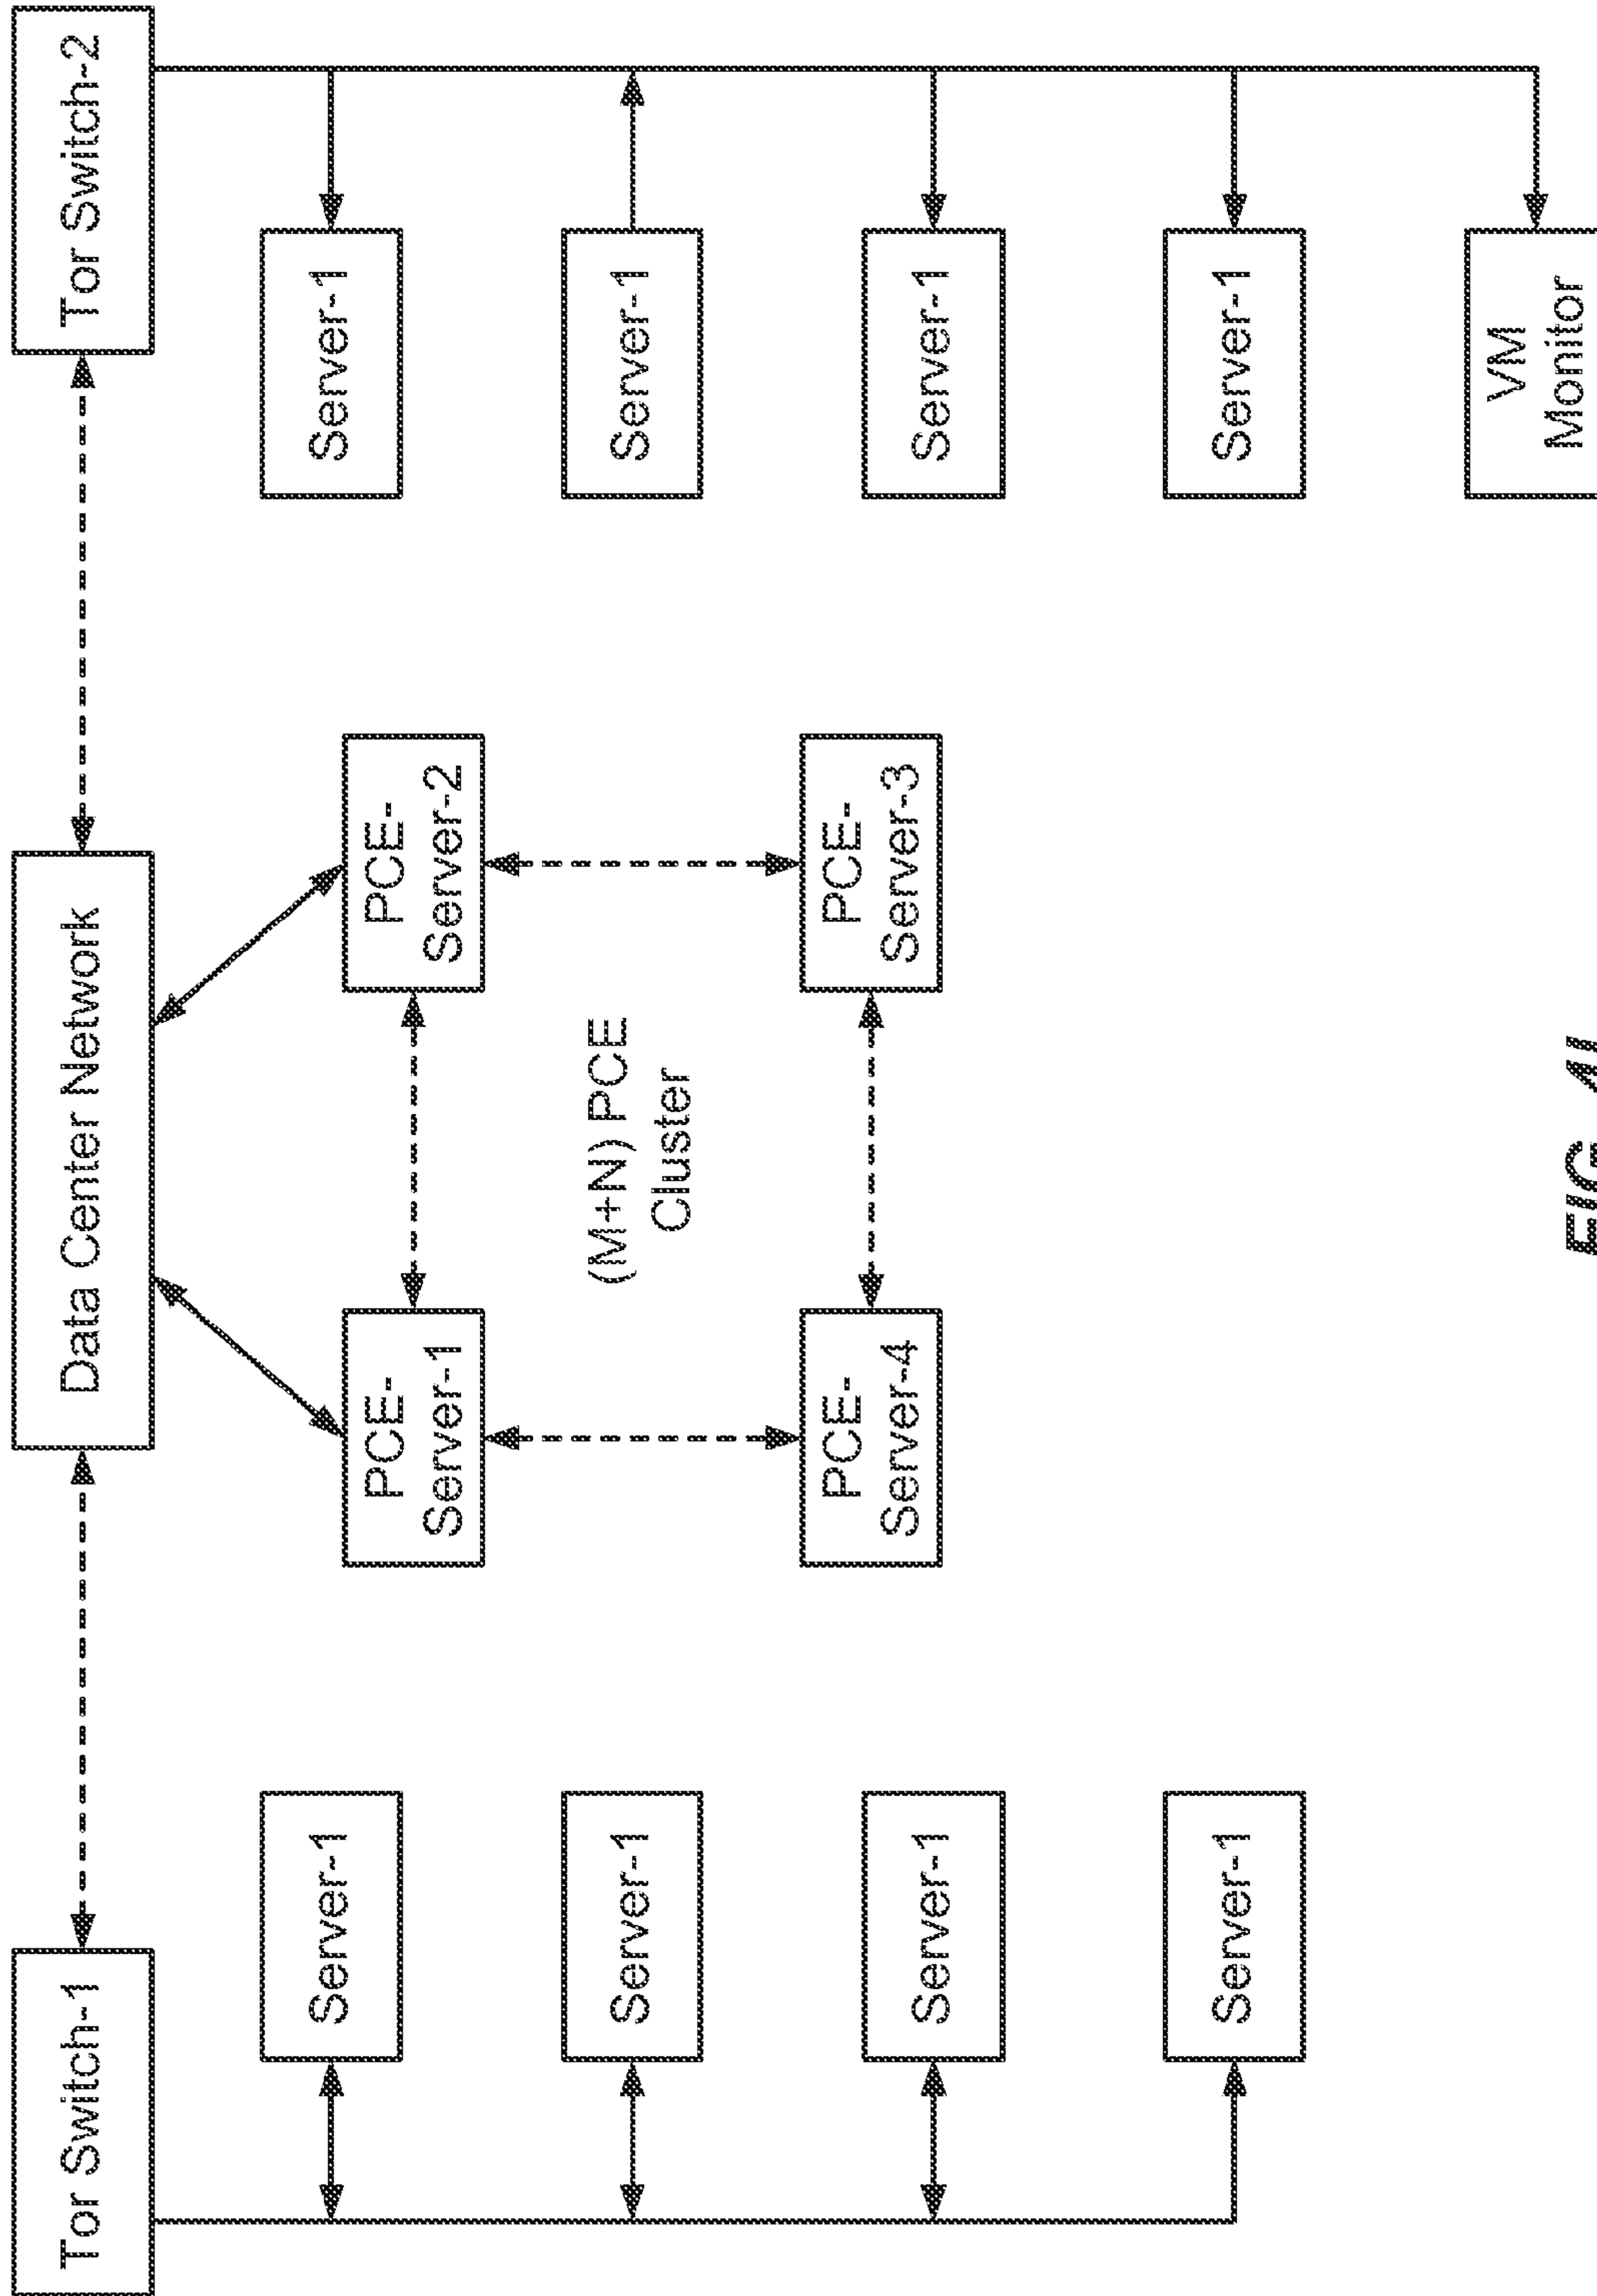 Tor Switch-1
Data Center Network
Tor Switch-2
Server-1
Server-1
PCE-
Server-1
PCE-
Server-2
Server-1
Server-1
(M+N) PCE
Cluster
Server-1
Server-1
PCE-
Server-4
PCE-
Server-3
Server-1
Server-1
VM
Monitor
FIG.